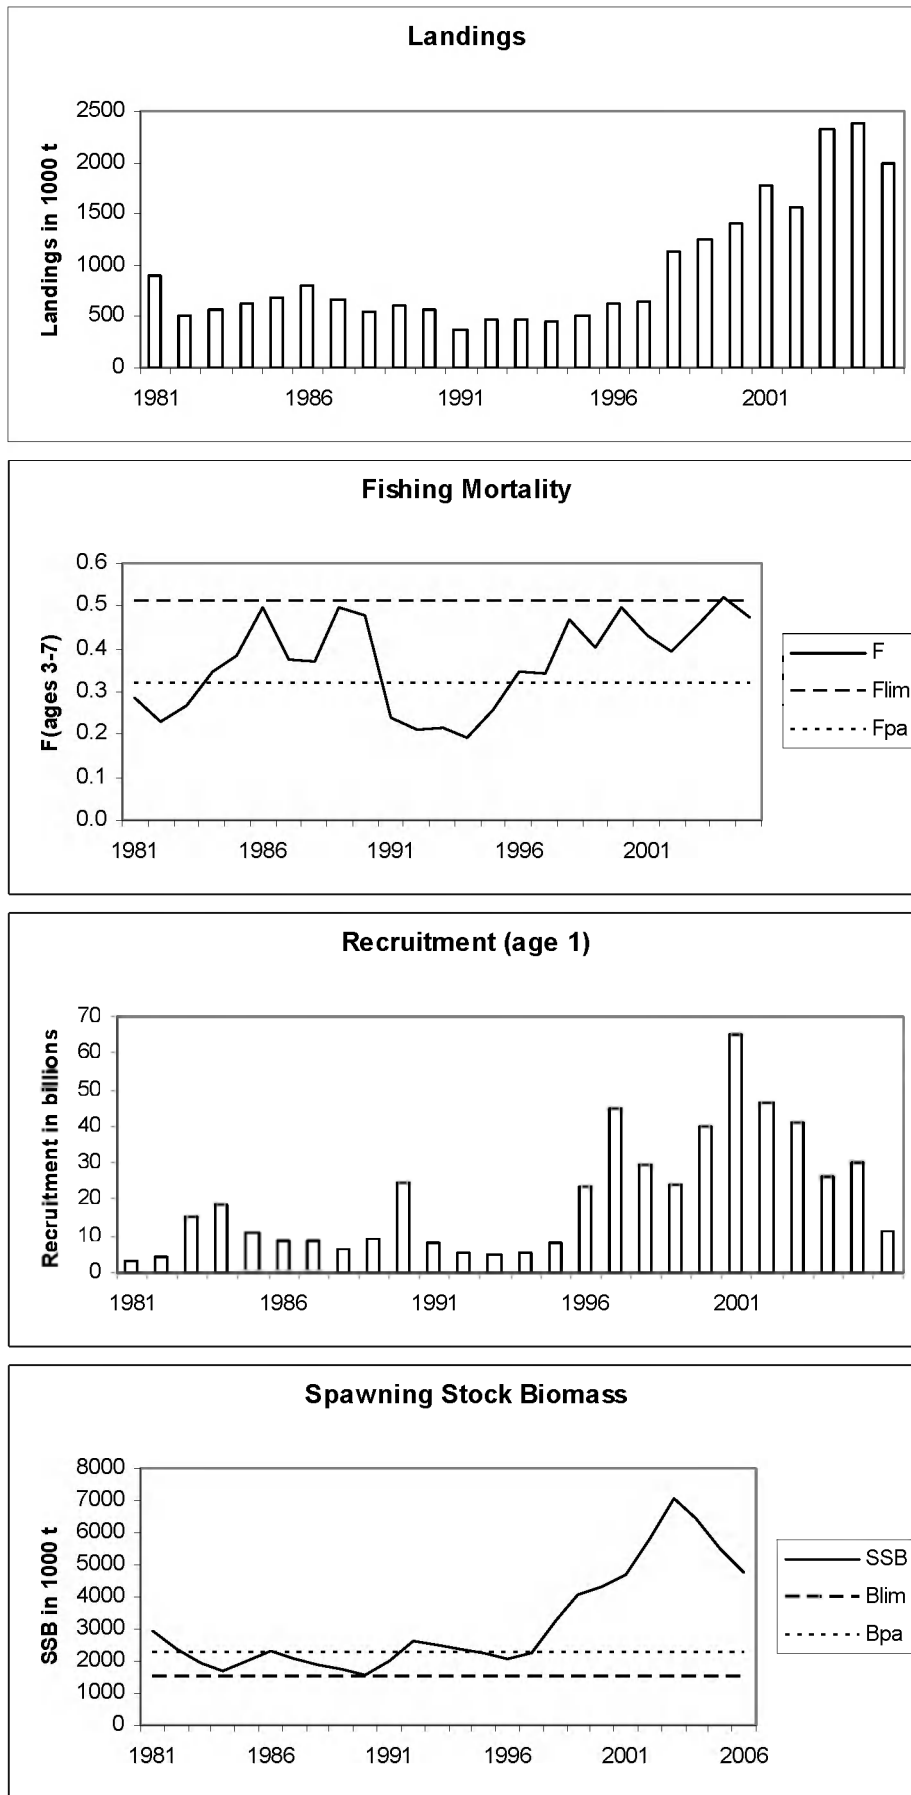 Landings
Landings in 1000 t
2500
2000
1500
1000
500
0
1981 1986 1991 1996 2001
Fishing Mortality
F(ages 3-7)
0.6
0.5
0.4
0.3
0.2
0.1
0.0
1981 1986 1991 1996 2001
F
Flim
Fpa
Recruitment (age 1)
Recruitment in billions
70
60
50
40
30
20
10
0
1981 1986 1991 1996 2001
Spawning Stock Biomass
SSB in 1000 t
8000
7000
6000
5000
4000
3000
2000
1000
0
1981 1986 1991 1996 2001 2006
SSB
Blim
Bpa